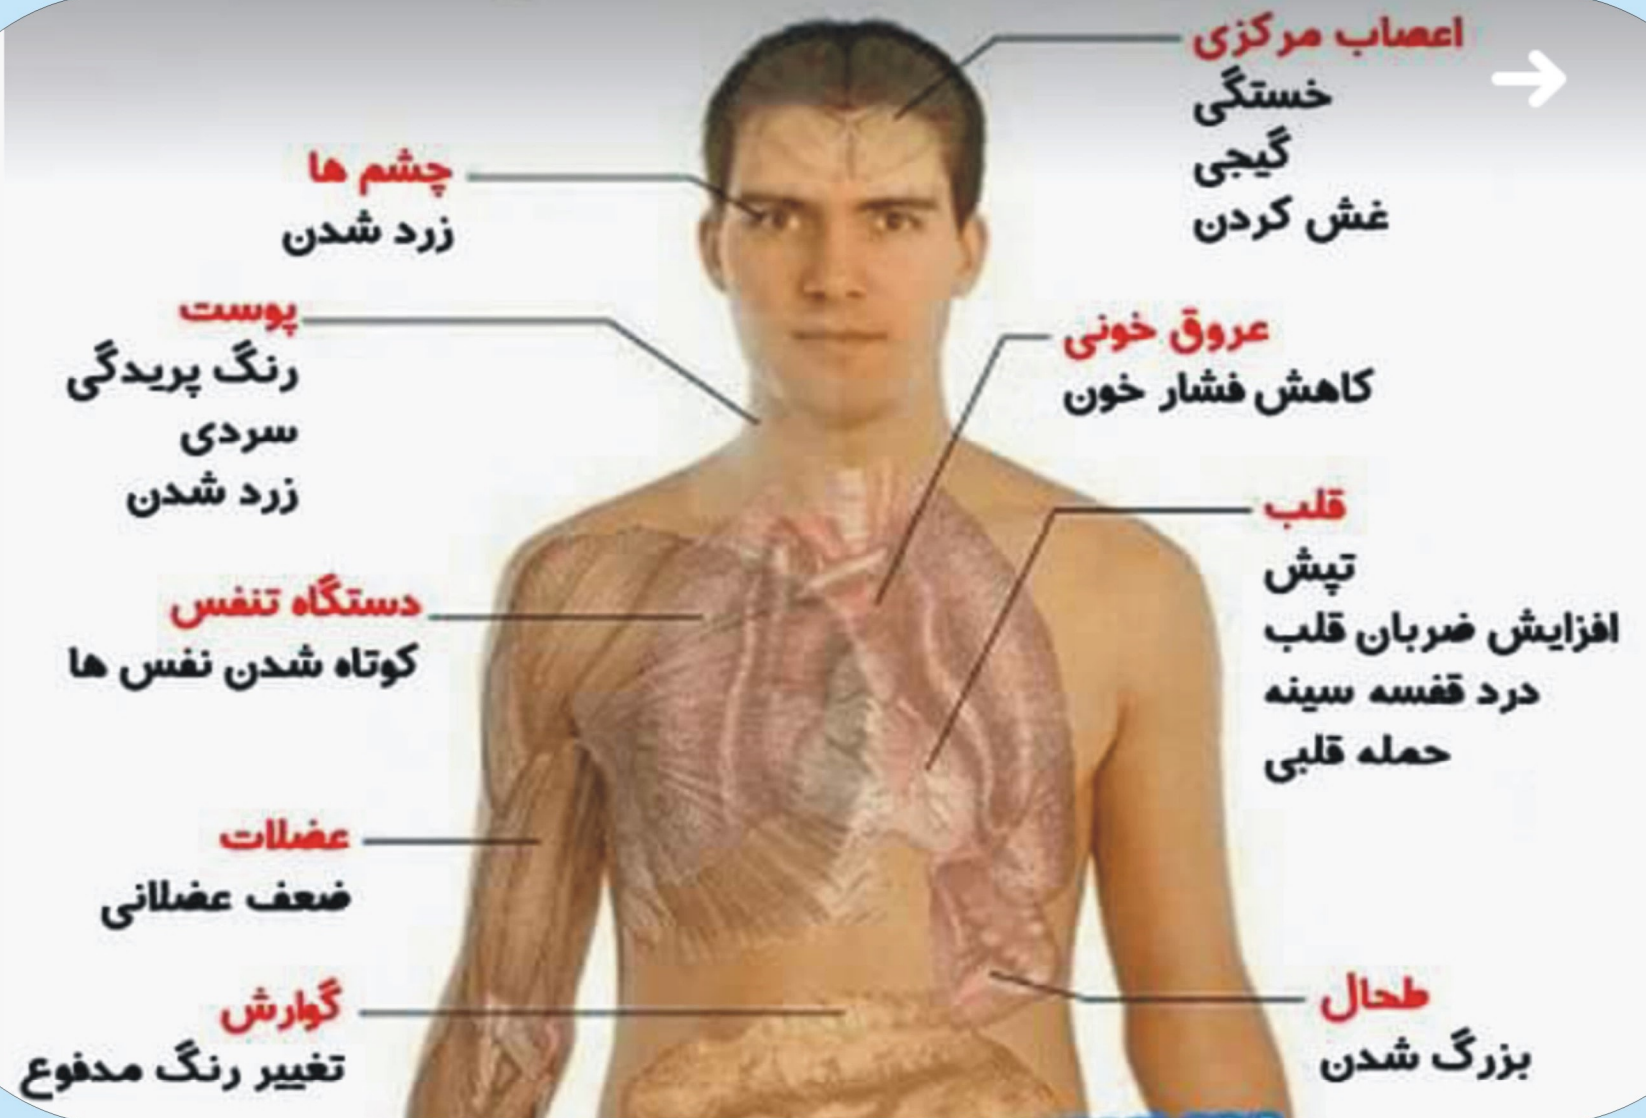 اعصاب مرکزی
خستگی
گیجی
غش کردن
چشم ها
زرد شدن
پوست
رنگ پریدگی
سردی
زرد شدن
عروق خونی
کاهش فشار خون
قلب
تپش
افزایش ضربان قلب
درد قفسه سینه
حمله قلبی
دستگاه تنفس
کوتاه شدن نفس ها
عضلات
ضعف عضلانی
گوارش
تغییر رنگ مدفوع
طحال
بزرگ شدن